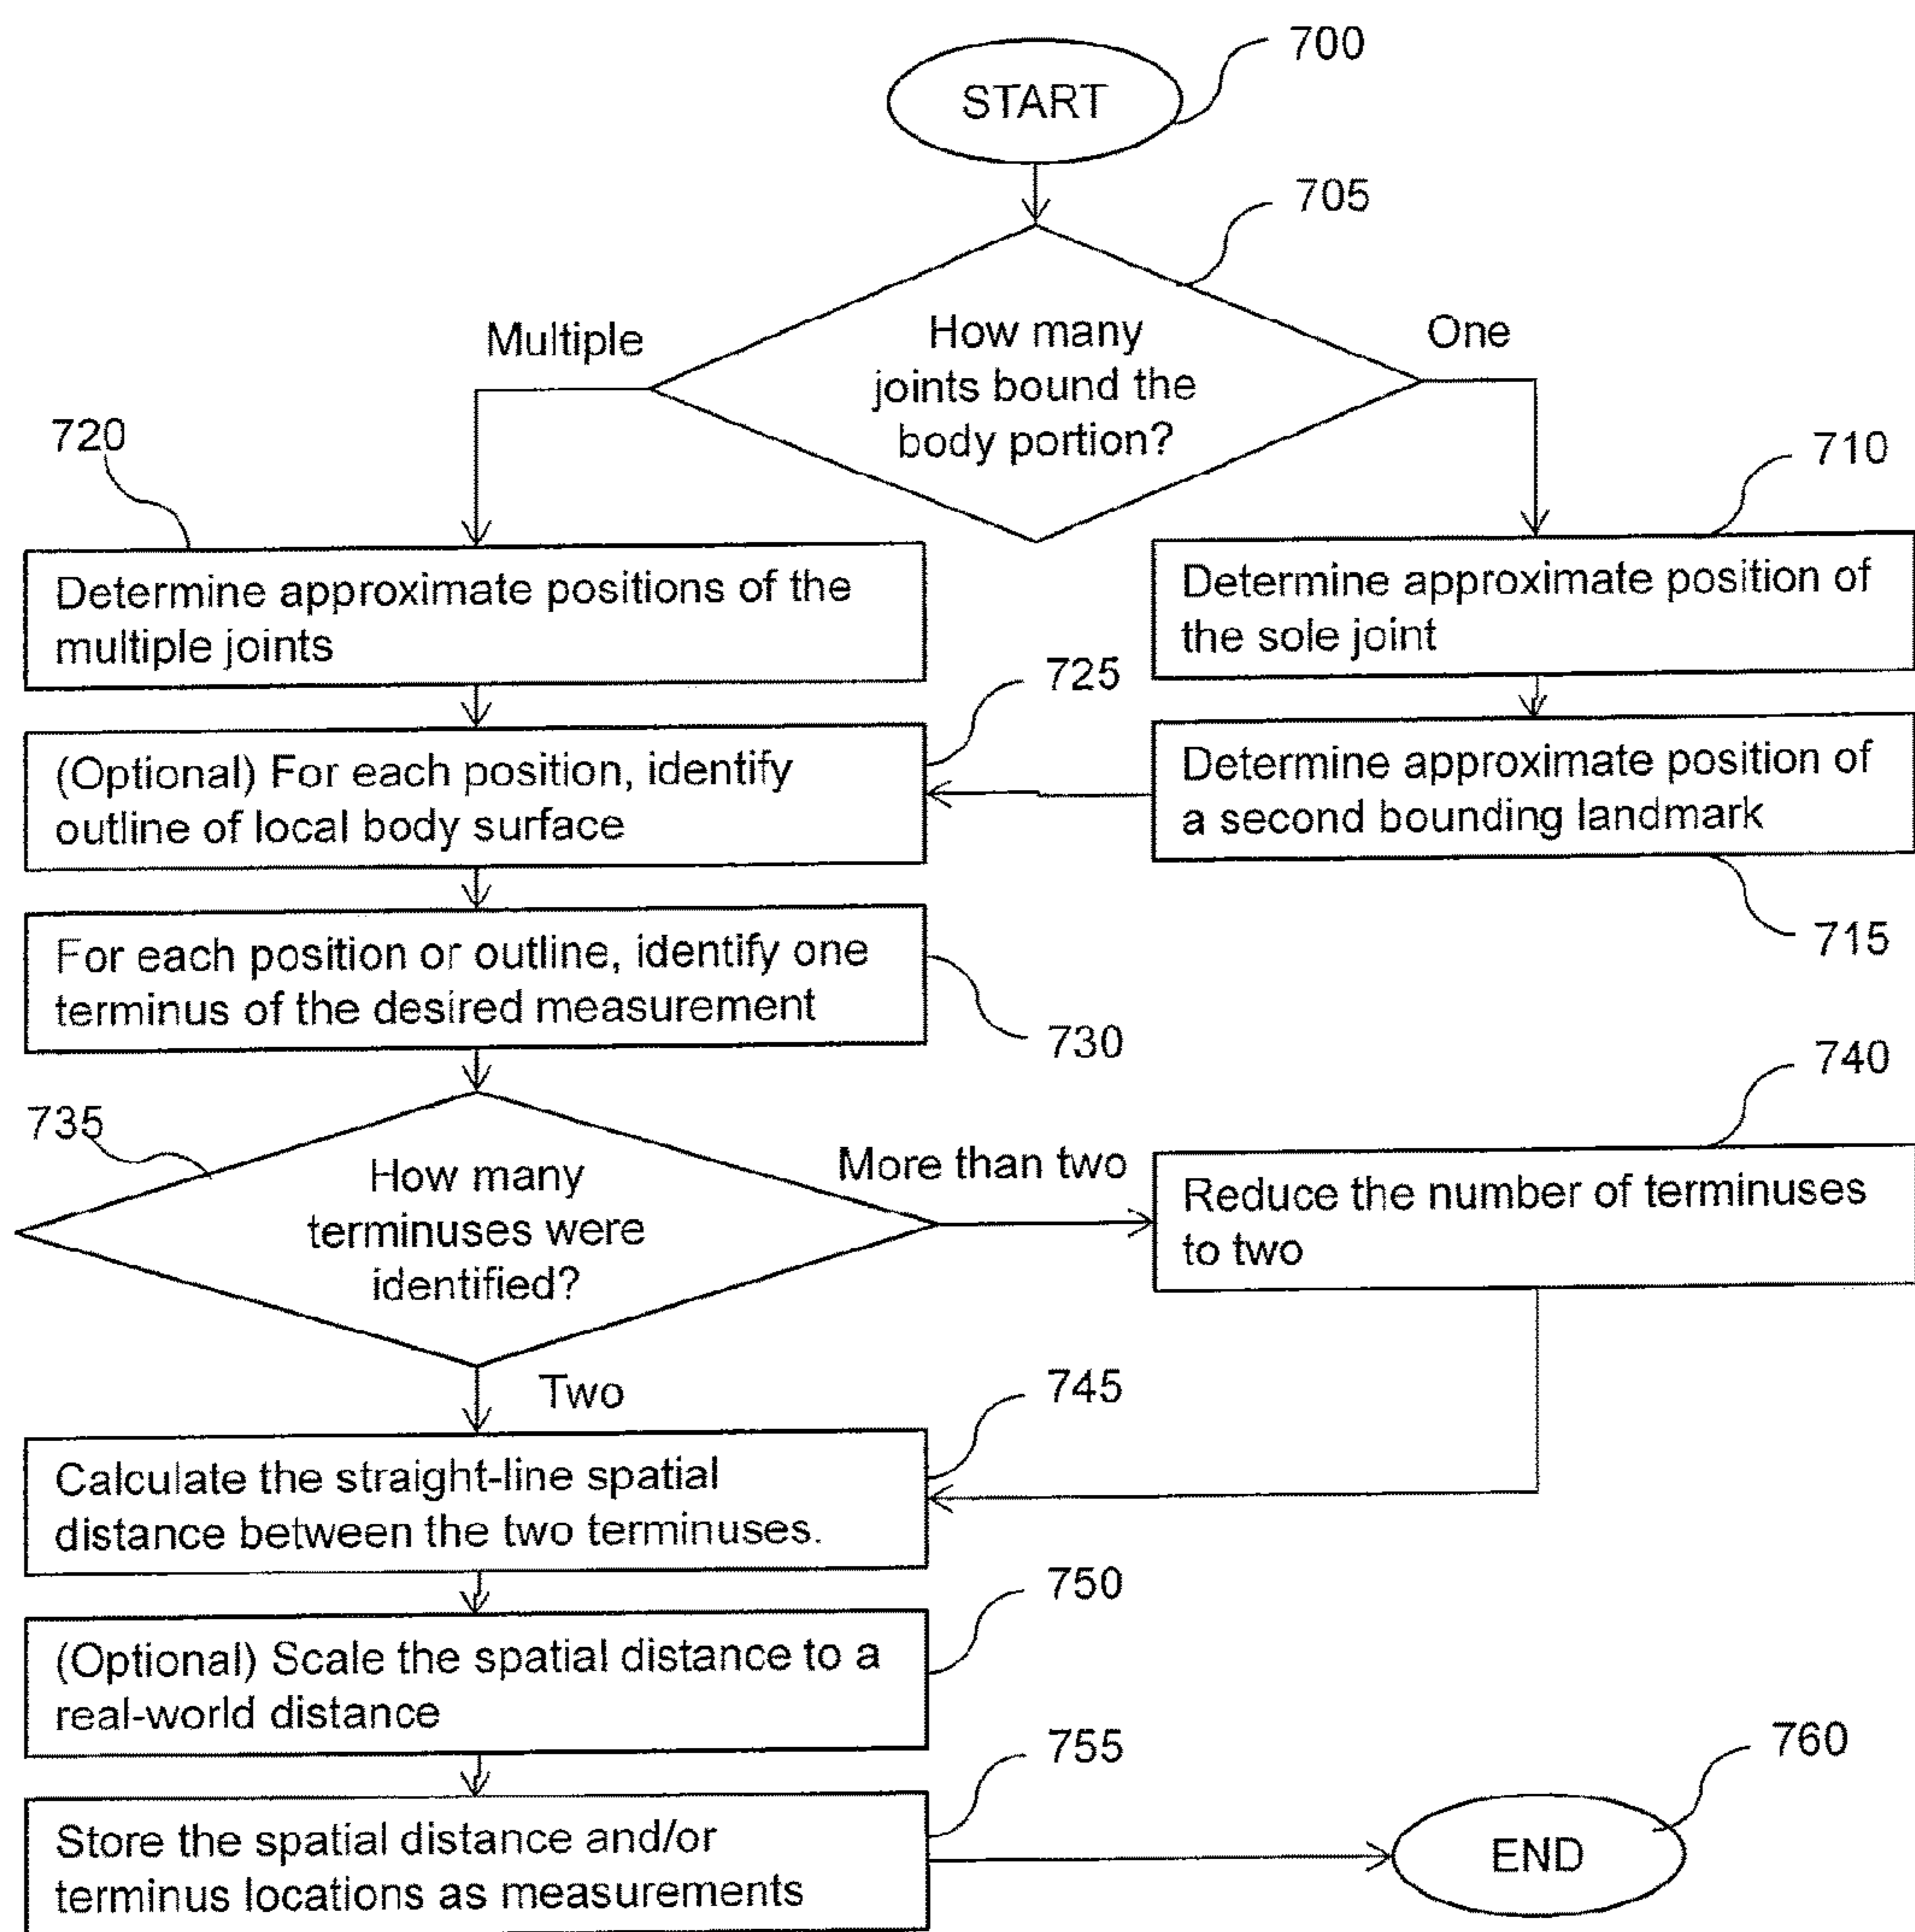 700
START
705
How many
joints bound the
body portion?
Multiple
One
720
710
Determine approximate positions of the
multiple joints
Determine approximate position of
the sole joint
725
(Optional) For each position, identify
outline of local body surface
Determine approximate position of
a second bounding landmark
715
For each position or outline, identify one
terminus of the desired measurement
730
740
735
How many
terminuses were
identified?
More than two
Reduce the number of terminuses
to two
Two
745
Calculate the straight-line spatial
distance between the two terminuses.
750
(Optional) Scale the spatial distance to a
real-world distance
755
760
Store the spatial distance and/or
terminus locations as measurements
END